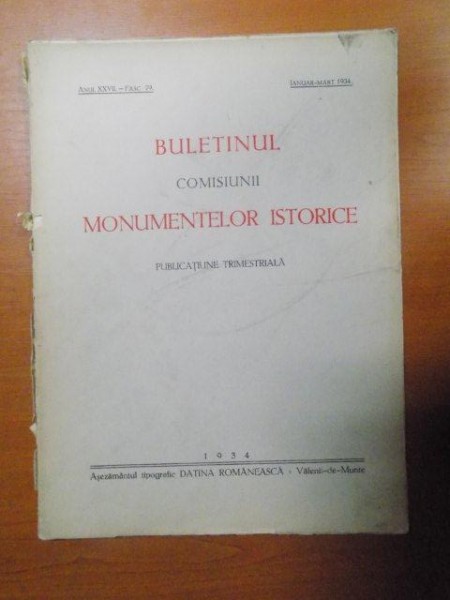 Anul XXVII.—Fasc. 79. Ianuar-Mart 1934.
BULETINUL
COMISIUNII
MONUMENTELOR ISTORICE
PUBLICAȚIUNE TRIMESTRIALĂ
1934
Așezământul tipografic DATINA ROMÂNEASCĂ - Vălenii-de-Munte